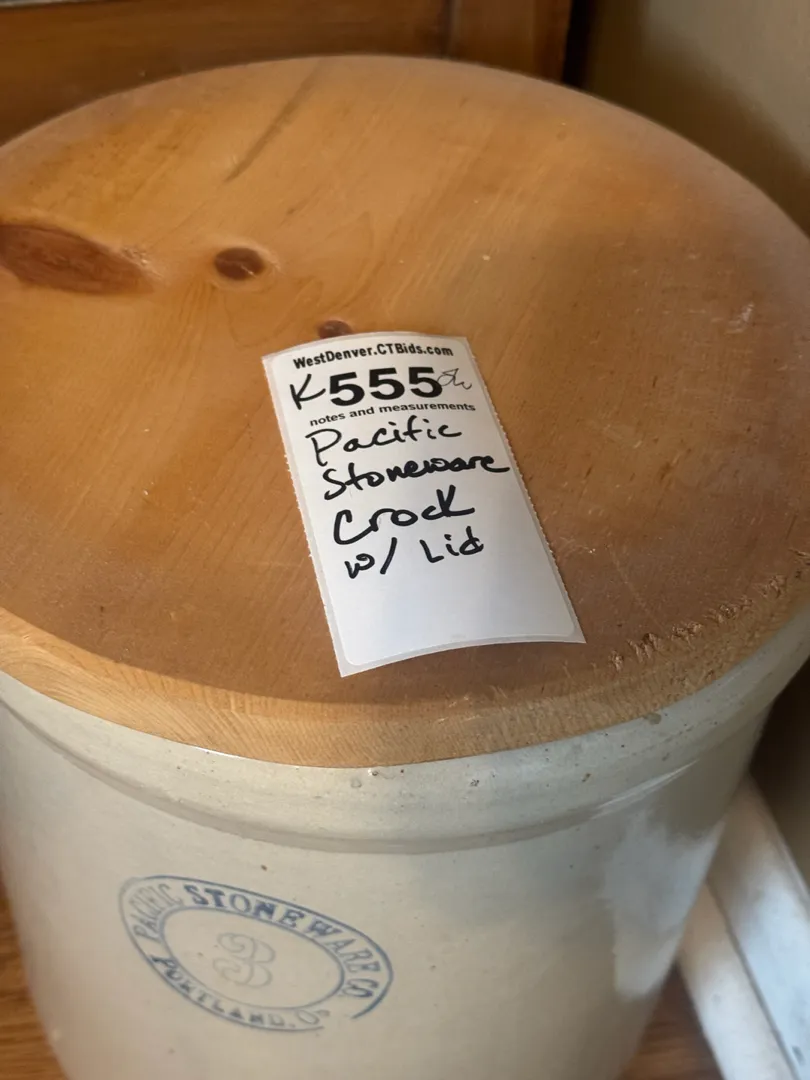 WestDenver.CTBids.com
K555
notes and measurements
Pacific
Stoneware
Crock
w/ Lid
PACIFIC STONEWARE CO
3
PORTLAND. O